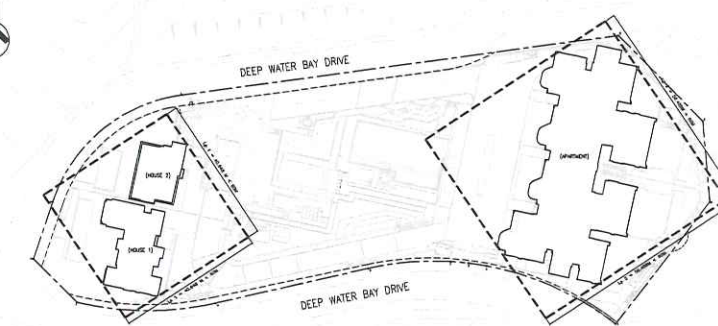 DEEP WATER BAY DRIVE
(APARTMENT)
(HOUSE 2)
(HOUSE 1)
DEEP WATER BAY DRIVE